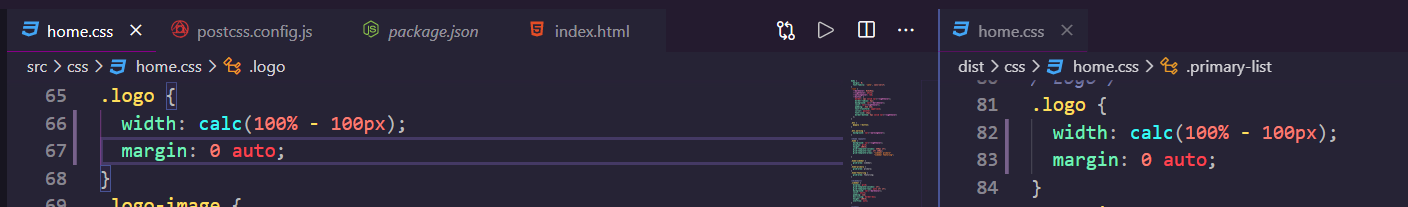 home.css
postcss.config.js
package.json
index.html
src > css > home.css > .logo
65 .logo {
66 width: calc(100% - 100px);
67 margin: 0 auto;
68 }
69 .logo-image {
home.css
dist > css > home.css > .primary-list
81 .logo {
82 width: calc(100% - 100px);
83 margin: 0 auto;
84 }